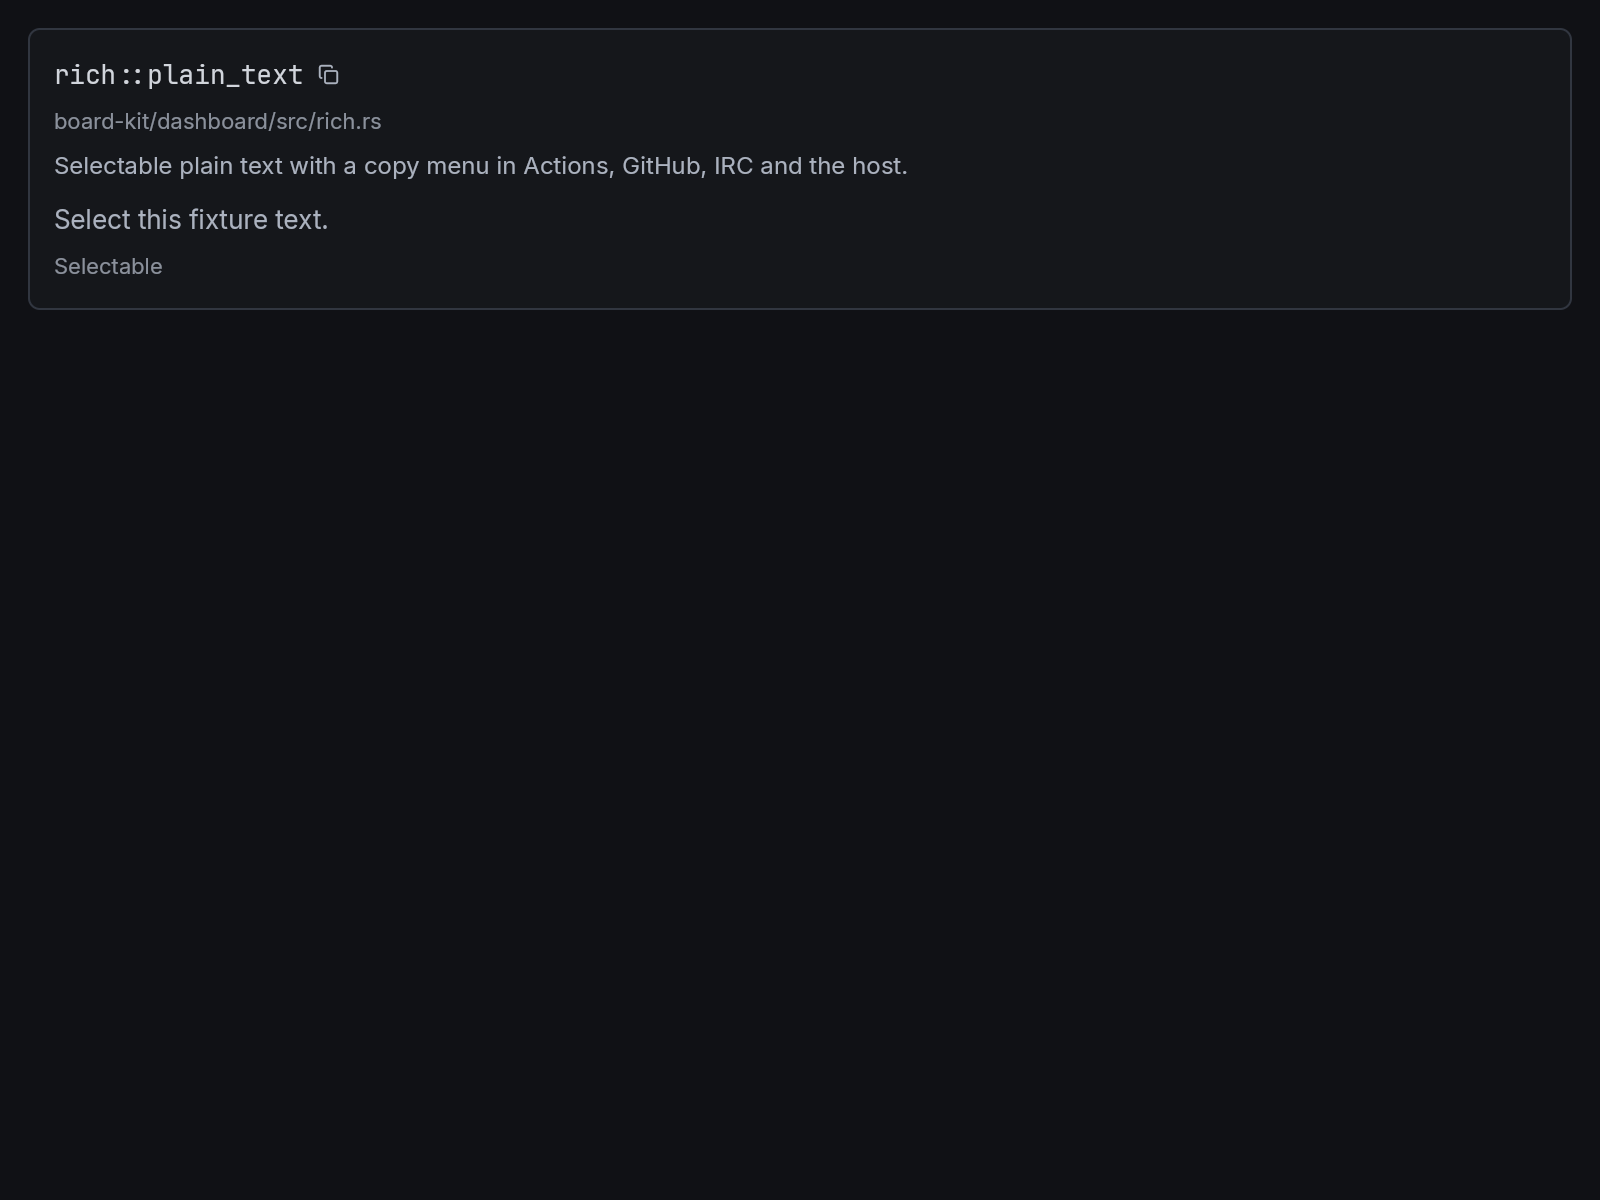 rich::plain_text
board-kit/dashboard/src/rich.rs
Selectable plain text with a copy menu in Actions, GitHub, IRC and the host.
Select this fixture text.
Selectable